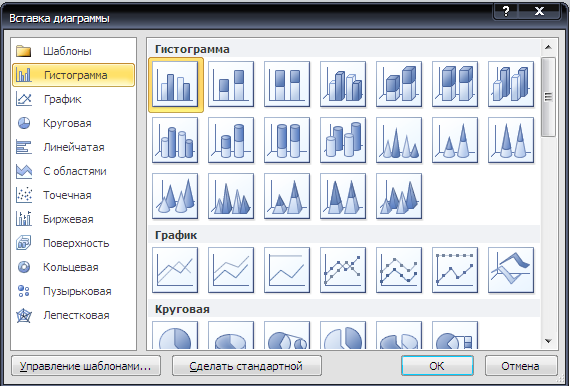 Вставка диаграммы
Шаблоны
Гистограмма
График
Круговая
Линейчатая
С областями
Точечная
Биржевая
Поверхность
Кольцевая
Пузырьковая
Лепестковая
Гистограмма
График
Круговая
Управление шаблонами...
Сделать стандартной
ОК
Отмена